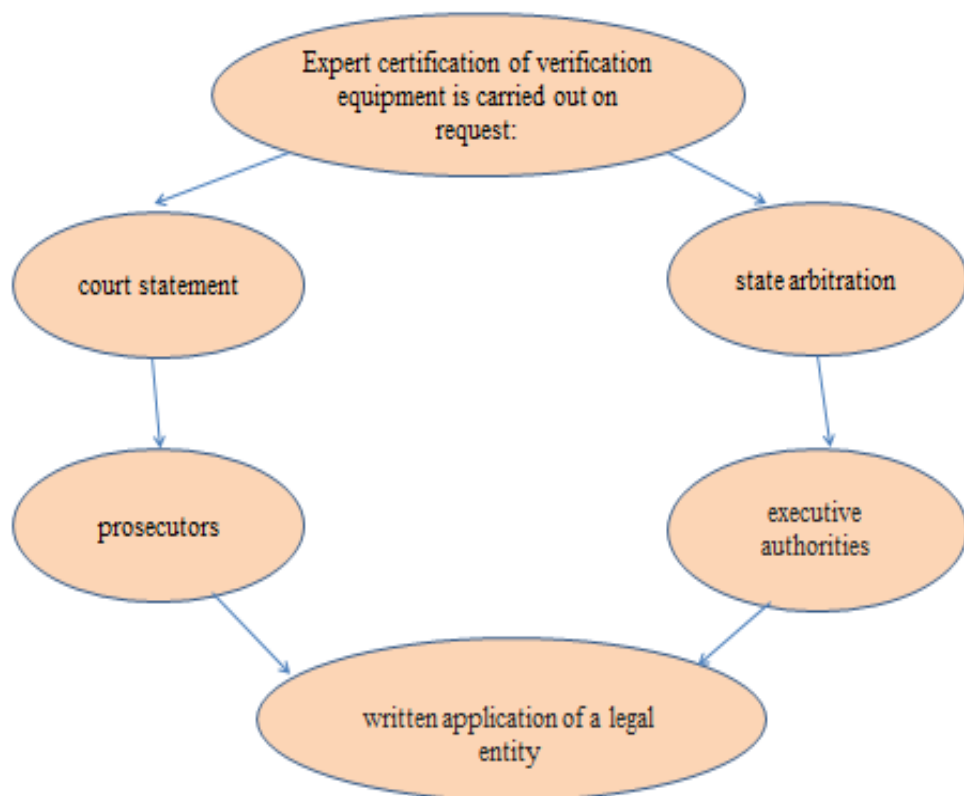 Expert certification of verification
equipment is carried out on
request:
court statement
state arbitration
prosecutors
executive
authorities
written application of a legal
entity